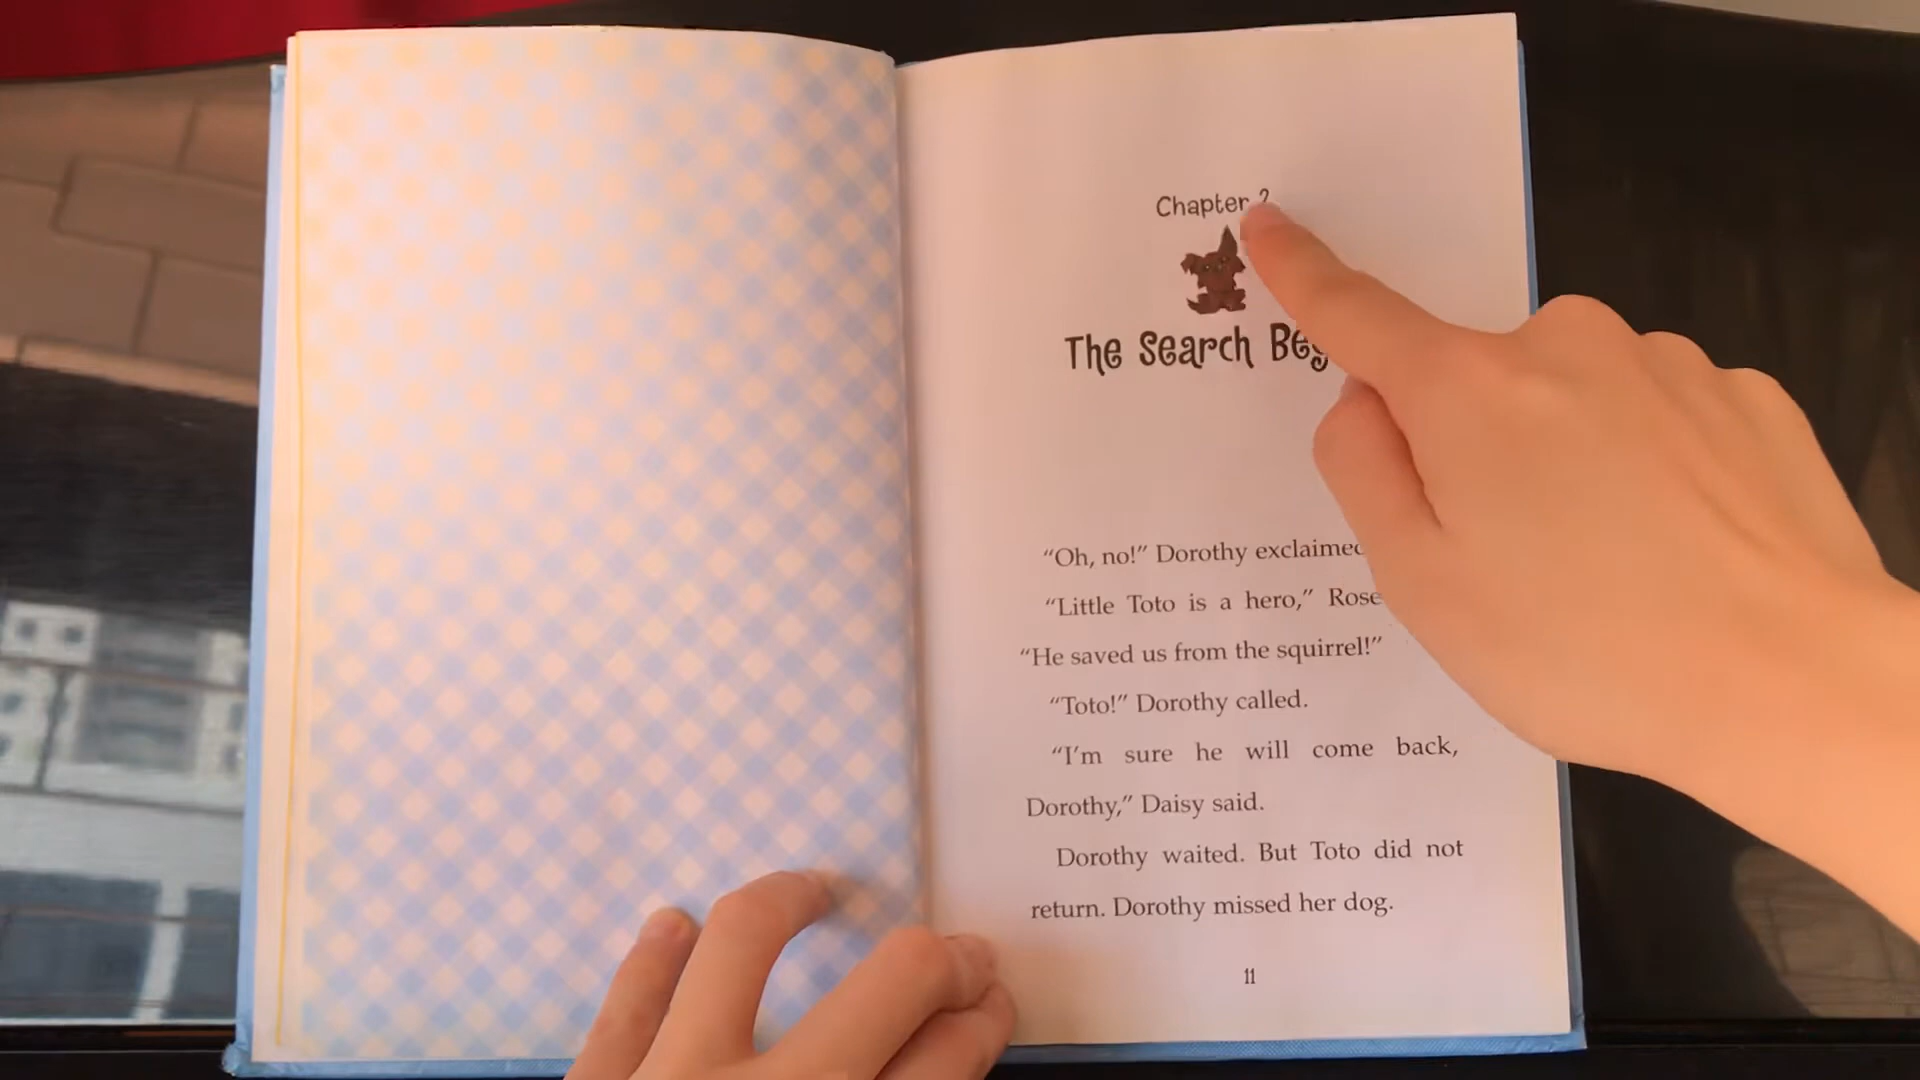 Chapter 2
The Search
"Oh, no!" Dorothy exclaimed
"Little Toto is a hero," Rose
"He saved us from the squirrel!"
"Toto!" Dorothy called.
"I'm sure he will come back,
Dorothy," Daisy said.
Dorothy waited. But Toto did not
return. Dorothy missed her dog.
11